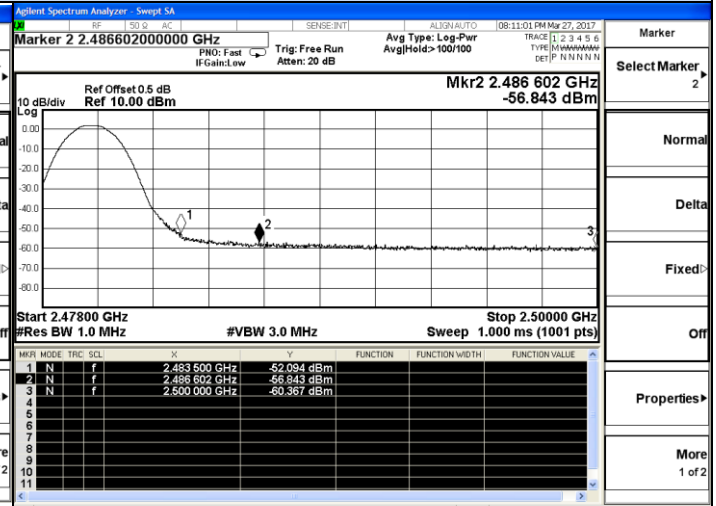 Agilent Spectrum Analyzer - Swept SA
LXI RF 50 Ω AC SENSE:INT ALIGN AUTO 08:11:01 PM Mar 27, 2017
Marker 2 2.486602000000 GHz
PNO: Fast
IFGain:Low
Trig: Free Run
Atten: 20 dB
Avg Type: Log-Pwr
Avg|Hold:>100/100
TRACE 1 2 3 4 5 6
TYPE MWWWWW
DET P N N N N N
Ref Offset 0.5 dB
10 dB/div Ref 10.00 dBm
Mkr2 2.486 602 GHz
-56.843 dBm
Log
0.00
-10.0
-20.0
-30.0
-40.0
-50.0
-60.0
-70.0
-80.0
1
2
3
Start 2.47800 GHz
Stop 2.50000 GHz
#Res BW 1.0 MHz
#VBW 3.0 MHz
Sweep 1.000 ms (1001 pts)
MKR MODE TRC SCL X Y FUNCTION FUNCTION WIDTH FUNCTION VALUE
1 N f 2.483 500 GHz -52.094 dBm
2 N f 2.486 602 GHz -56.843 dBm
3 N f 2.500 000 GHz -60.367 dBm
4
5
6
7
8
9
10
11
Marker
Select Marker
2
Normal
Delta
Fixed
Off
Properties
More
1 of 2